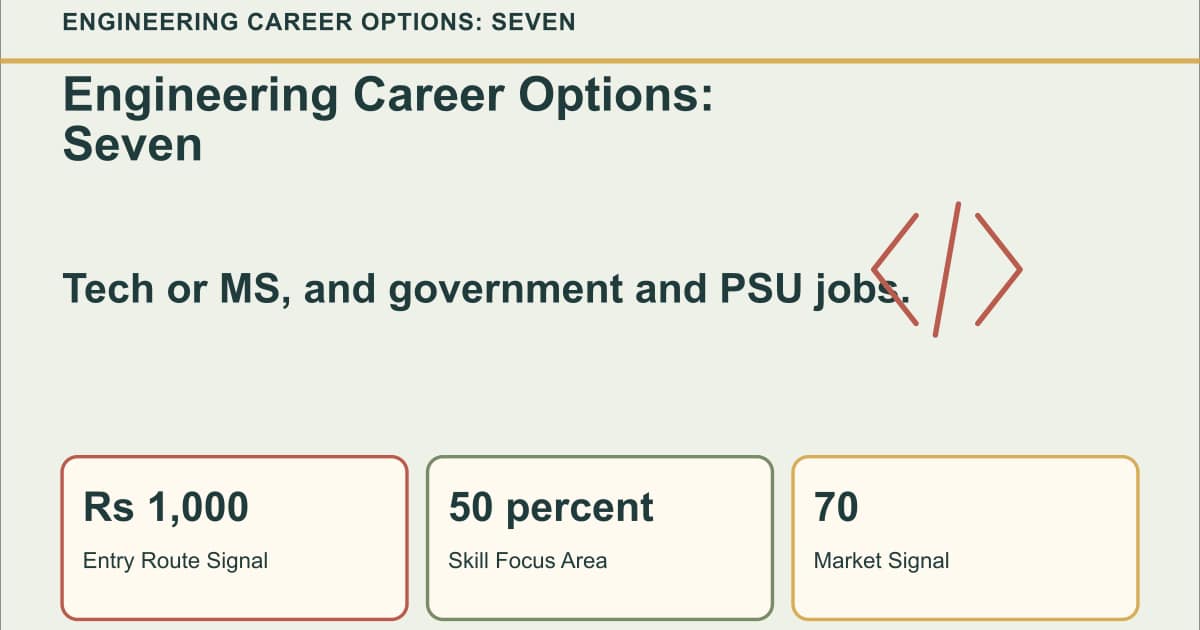 ENGINEERING CAREER OPTIONS: SEVEN
Engineering Career Options:
Seven
Tech or MS, and government and PSU jobs.
Rs 1,000
Entry Route Signal
50 percent
Skill Focus Area
70
Market Signal